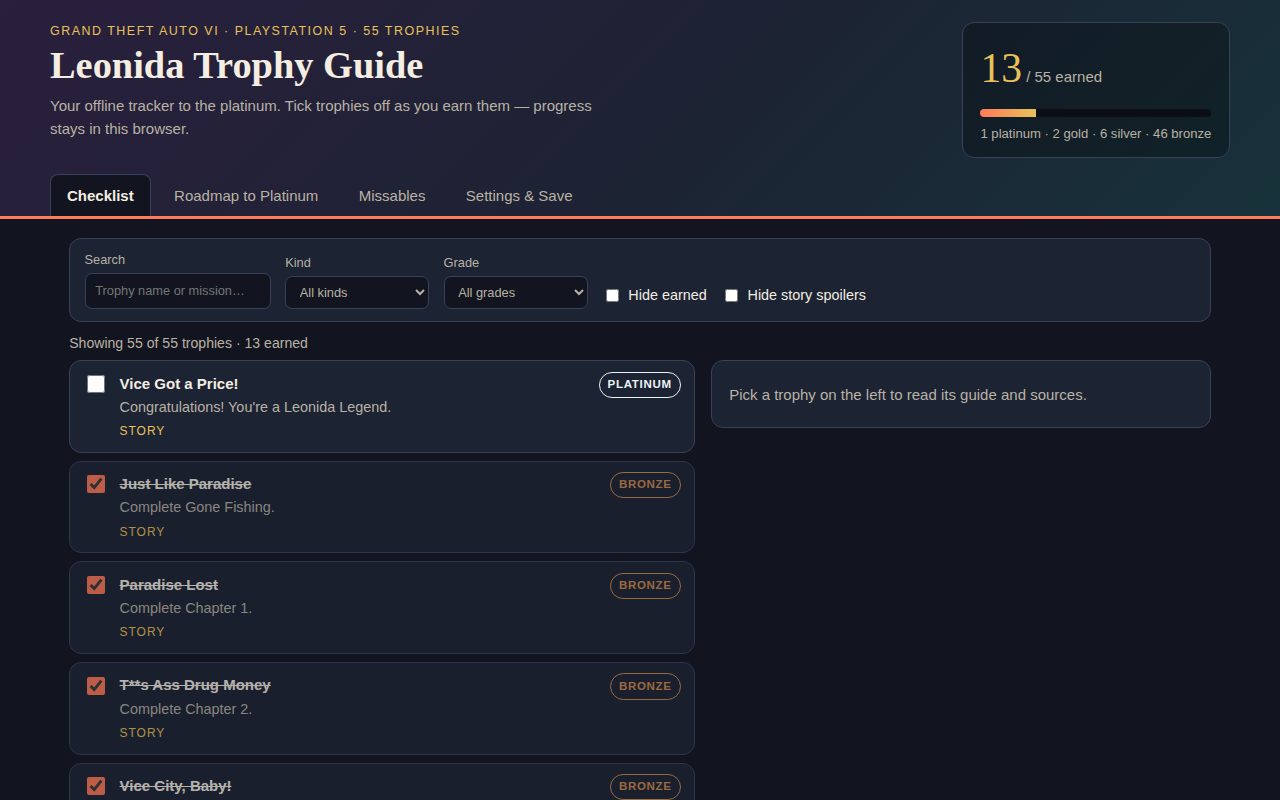 GRAND THEFT AUTO VI · PLAYSTATION 5 · 55 TROPHIES
Leonida Trophy Guide
Your offline tracker to the platinum. Tick trophies off as you earn them — progress
stays in this browser.
13 / 55 earned
1 platinum · 2 gold · 6 silver · 46 bronze
Checklist
Roadmap to Platinum
Missables
Settings & Save
Search
Trophy name or mission…
Kind
All kinds
Grade
All grades
Hide earned
Hide story spoilers
Showing 55 of 55 trophies · 13 earned
Vice Got a Price!
PLATINUM
Congratulations! You're a Leonida Legend.
STORY
Just Like Paradise
BRONZE
Complete Gone Fishing.
STORY
Paradise Lost
BRONZE
Complete Chapter 1.
STORY
T**s Ass Drug Money
BRONZE
Complete Chapter 2.
STORY
Vice City, Baby!
BRONZE
Pick a trophy on the left to read its guide and sources.